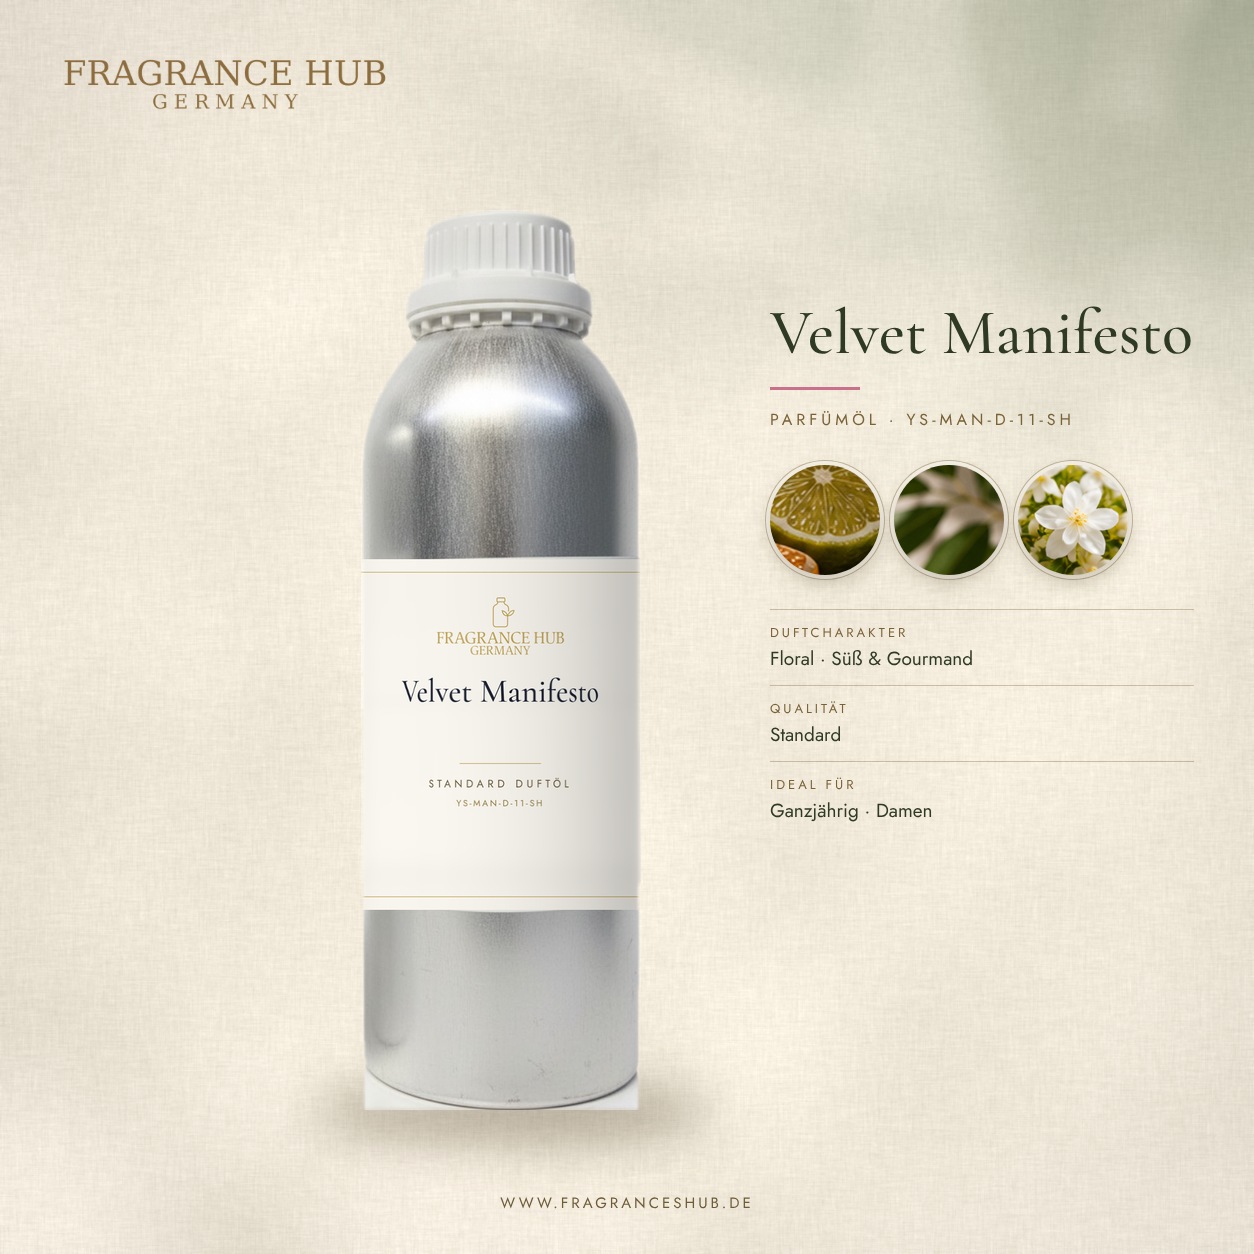 FRAGRANCE HUB
GERMANY
Velvet Manifesto
PARFÜMÖL · YS-MAN-D-11-SH
DUFTCHARAKTER
Floral · Süß & Gourmand
QUALITÄT
Standard
IDEAL FÜR
Ganzjährig · Damen
FRAGRANCE HUB
GERMANY
Velvet Manifesto
STANDARD DUFTÖL
YS-MAN-D-11-SH
WWW.FRAGRANCESHUB.DE